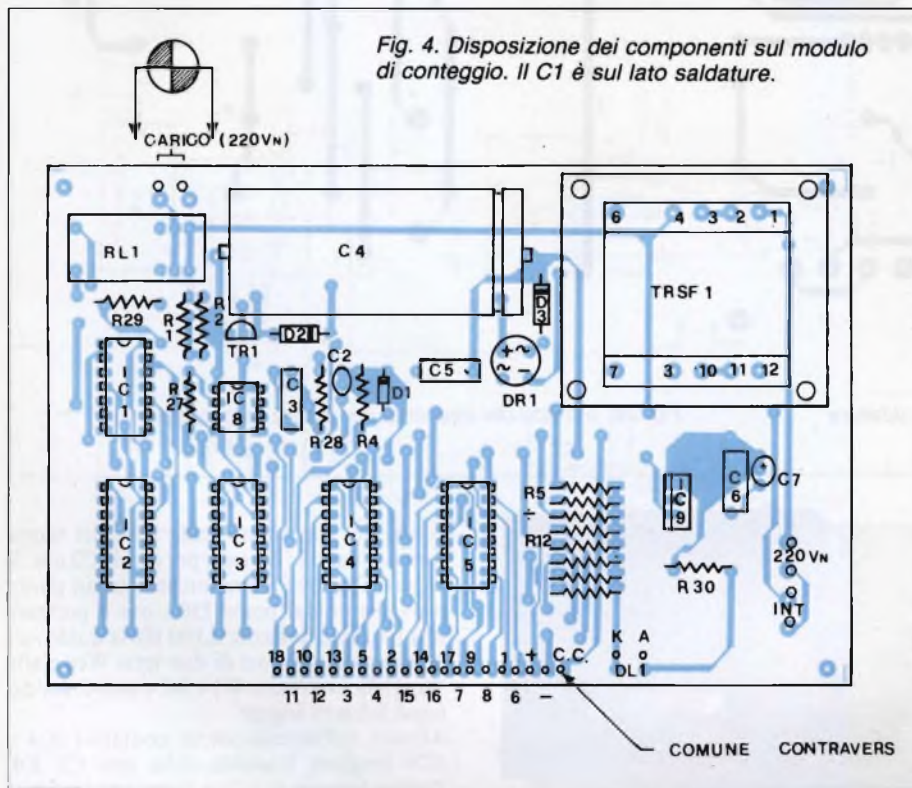 Fig. 4. Disposizione dei componenti sul modulo
di conteggio. Il C1 è sul lato saldature.
CARICO (220VN)
RL1
C4
6 4 3 2 1
TRSF 1
7 3 10 11 12
R29
R1
R2
TR1
D2
D3
C2
C5
+ ~
~ -
DR1
IC1
R27
IC8
C3
R28
R4
D1
IC2
IC3
IC4
IC5
R5
÷
R12
IC9
C6
+
C7
R30
220VN
INT
K A
DL1
18 10 13 5 2 14 17 9 1 + C.C.
11 12 3 4 15 16 7 8 6 -
COMUNE CONTRAVERS